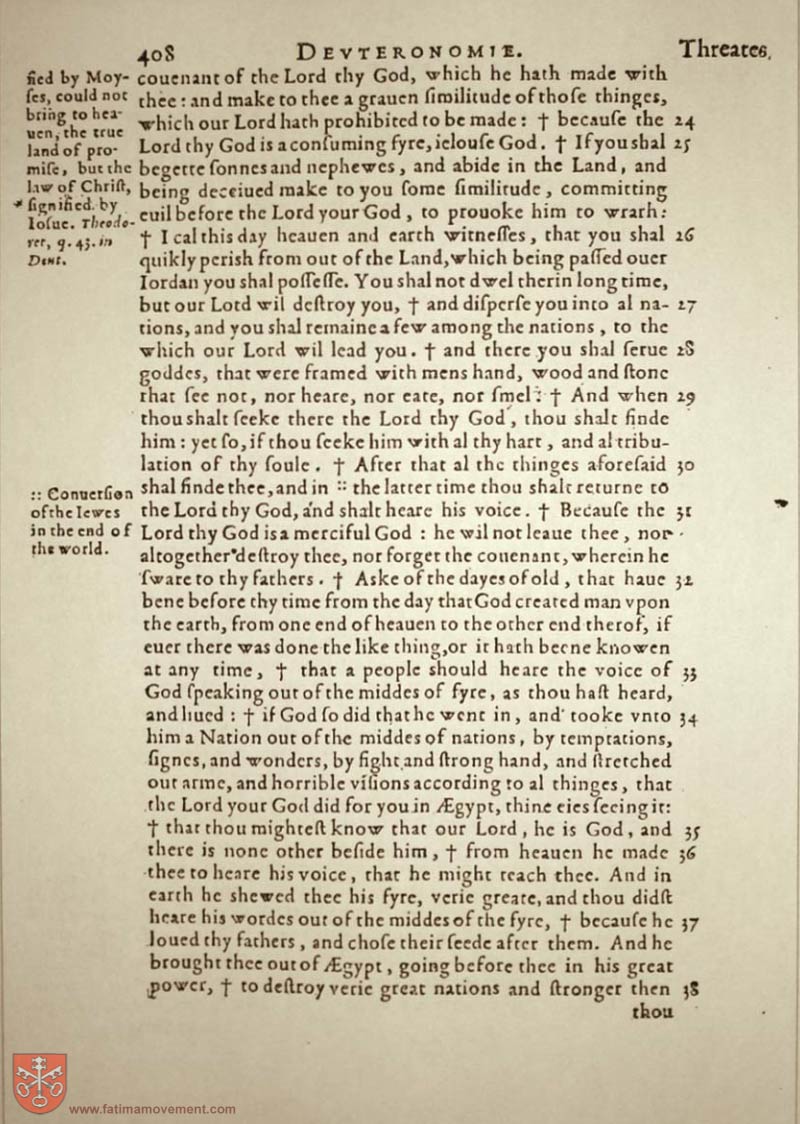 408 DEVTERONOMIE. Threates.
fied by Moy-
ſes, could not
bring to hea-
uen, the true
land of pro-
miſe, but the
law of Chriſt,
* ſignified by
Ioſue. Theodo-
ret, q. 43. in
Deut.
couenant of the Lord thy God, which he hath made with
thee: and make to thee a grauen ſimilitude of thoſe thinges,
which our Lord hath prohibited to be made: † becauſe the 24
Lord thy God is a conſuming fyre, ielouſe God. † If you shal 25
begette ſonnes and nephewes, and abide in the Land, and
being deceiued make to you ſome ſimilitude, committing
euil before the Lord your God, to prouoke him to wrath:
† I cal this day heauen and earth witneſſes, that you shal 26
quikly perish from out of the Land, which being paſſed ouer
Iordan you shal poſſeſſe. You shal not dwel therin long time,
but our Lord wil deſtroy you, † and diſperſe you into al na- 27
tions, and you shal remaine a few among the nations, to the
which our Lord wil lead you. † and there you shal ſerue 28
goddes, that were framed with mens hand, wood and ſtone
that ſee not, nor heare, nor eate, nor ſmel: † And when 29
thou shalt ſeeke there the Lord thy God, thou shalt finde
him: yet ſo, if thou ſeeke him with al thy hart, and al tribu-
lation of thy ſoule. † After that al the thinges aforeſaid 30
shal finde thee, and in :: the latter time thou shalt returne to
the Lord thy God, and shalt heare his voice. † Becauſe the 31
Lord thy God is a merciful God: he wil not leaue thee, nor
altogether deſtroy thee, nor forget the couenant, wherein he
ſware to thy fathers. † Aske of the dayes of old, that haue 32
bene before thy time from the day that God created man vpon
the earth, from one end of heauen to the other end therof, if
euer there was done the like thing, or it hath beene knowen
at any time, † that a people should heare the voice of 33
God ſpeaking out of the middes of fyre, as thou haſt heard,
and liued: † if God ſo did that he went in, and tooke vnto 34
him a Nation out of the middes of nations, by temptations,
ſignes, and wonders, by fight and ſtrong hand, and ſtretched
out arme, and horrible viſions according to al thinges, that
the Lord your God did for you in Ægypt, thine eies ſeeing it:
† that thou mighteſt know that our Lord, he is God, and 35
there is none other beſide him, † from heauen he made 36
thee to heare his voice, that he might teach thee. And in
earth he shewed thee his fyre, verie greate, and thou didſt
heare his wordes out of the middes of the fyre, † becauſe he 37
loued thy fathers, and choſe their ſeede after them. And he
brought thee out of Ægypt, going before thee in his great
power, † to deſtroy verie great nations and ſtronger then 38
thou
:: Conuerſion
of the Iewes
in the end of
the world.
www.fatimamovement.com